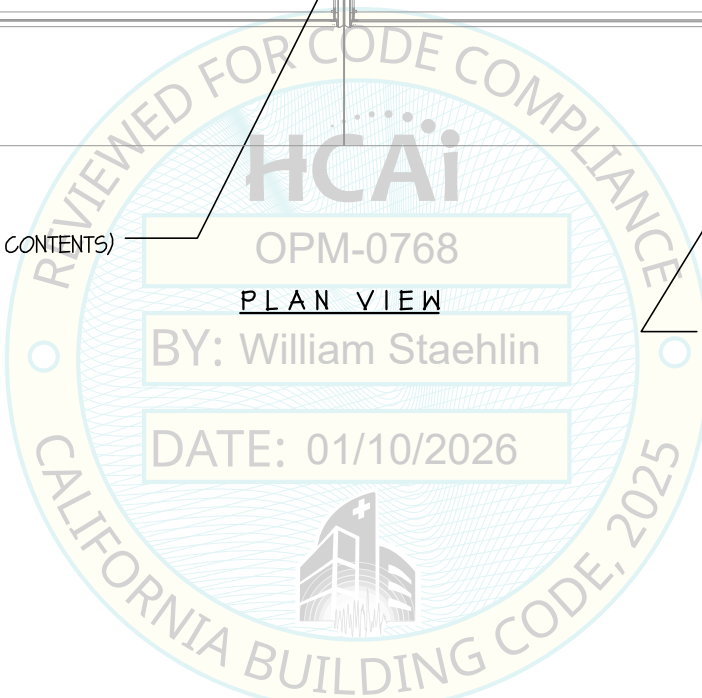 REVIEWED FOR CODE COMPLIANCE
HCAi
CONTENTS)
OPM-0768
PLAN VIEW
BY: William Staehlin
DATE: 01/10/2026
CALIFORNIA BUILDING CODE, 2025